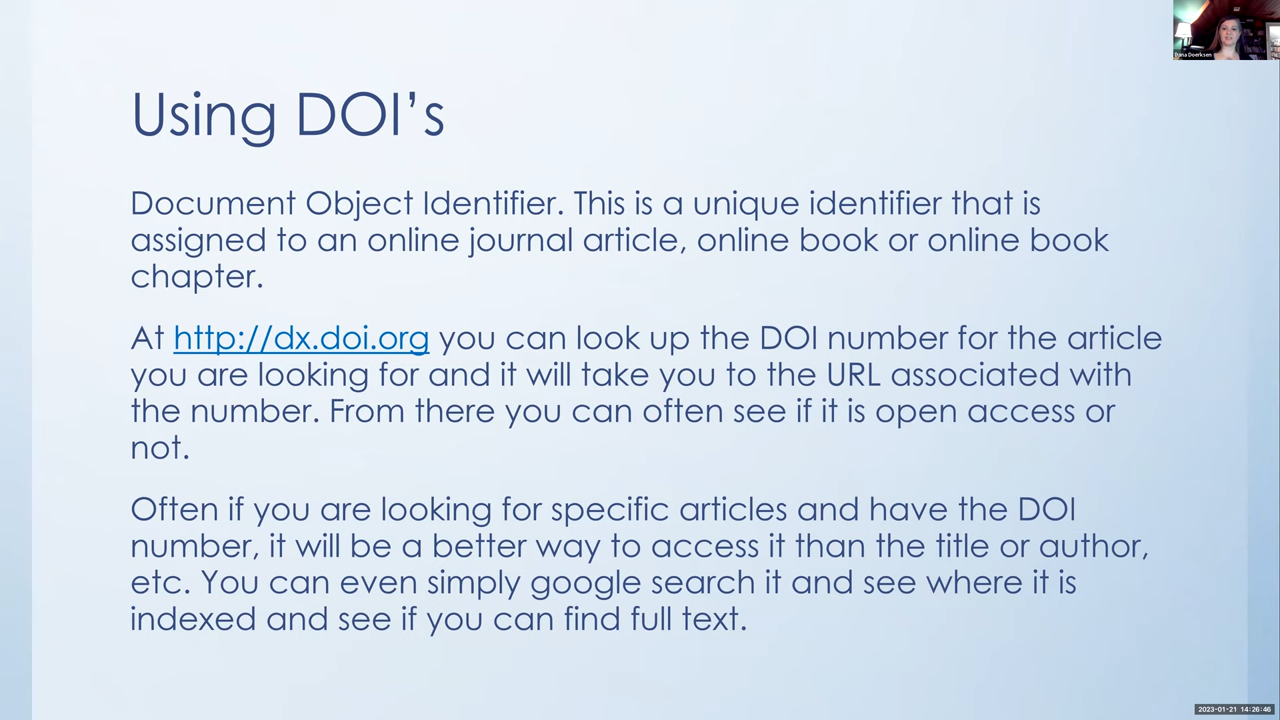 Dana Doerksen
Using DOI’s
Document Object Identifier. This is a unique identifier that is
assigned to an online journal article, online book or online book
chapter.
At http://dx.doi.org you can look up the DOI number for the article
you are looking for and it will take you to the URL associated with
the number. From there you can often see if it is open access or
not.
Often if you are looking for specific articles and have the DOI
number, it will be a better way to access it than the title or author,
etc. You can even simply google search it and see where it is
indexed and see if you can find full text.
2023-01-21 14:26:46